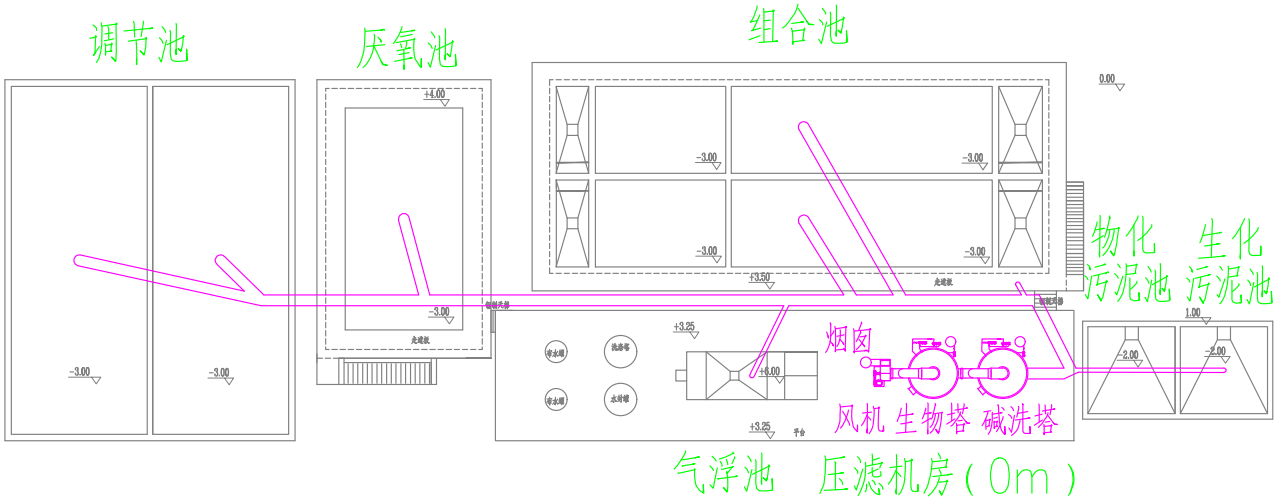 调节池
厌氧池
组合池
0.00
+4.00
-3.00
-3.00
-3.00
-3.00
物化
污泥池
生化
污泥池
+3.50
走道板
-3.00
走道板
1.00
+3.25
烟囱
-2.00
-2.00
洗涤塔
-3.00
-3.00
+6.00
水封罐
风机
生物塔
碱洗塔
+3.25
平台
气浮池
压滤机房(0m)